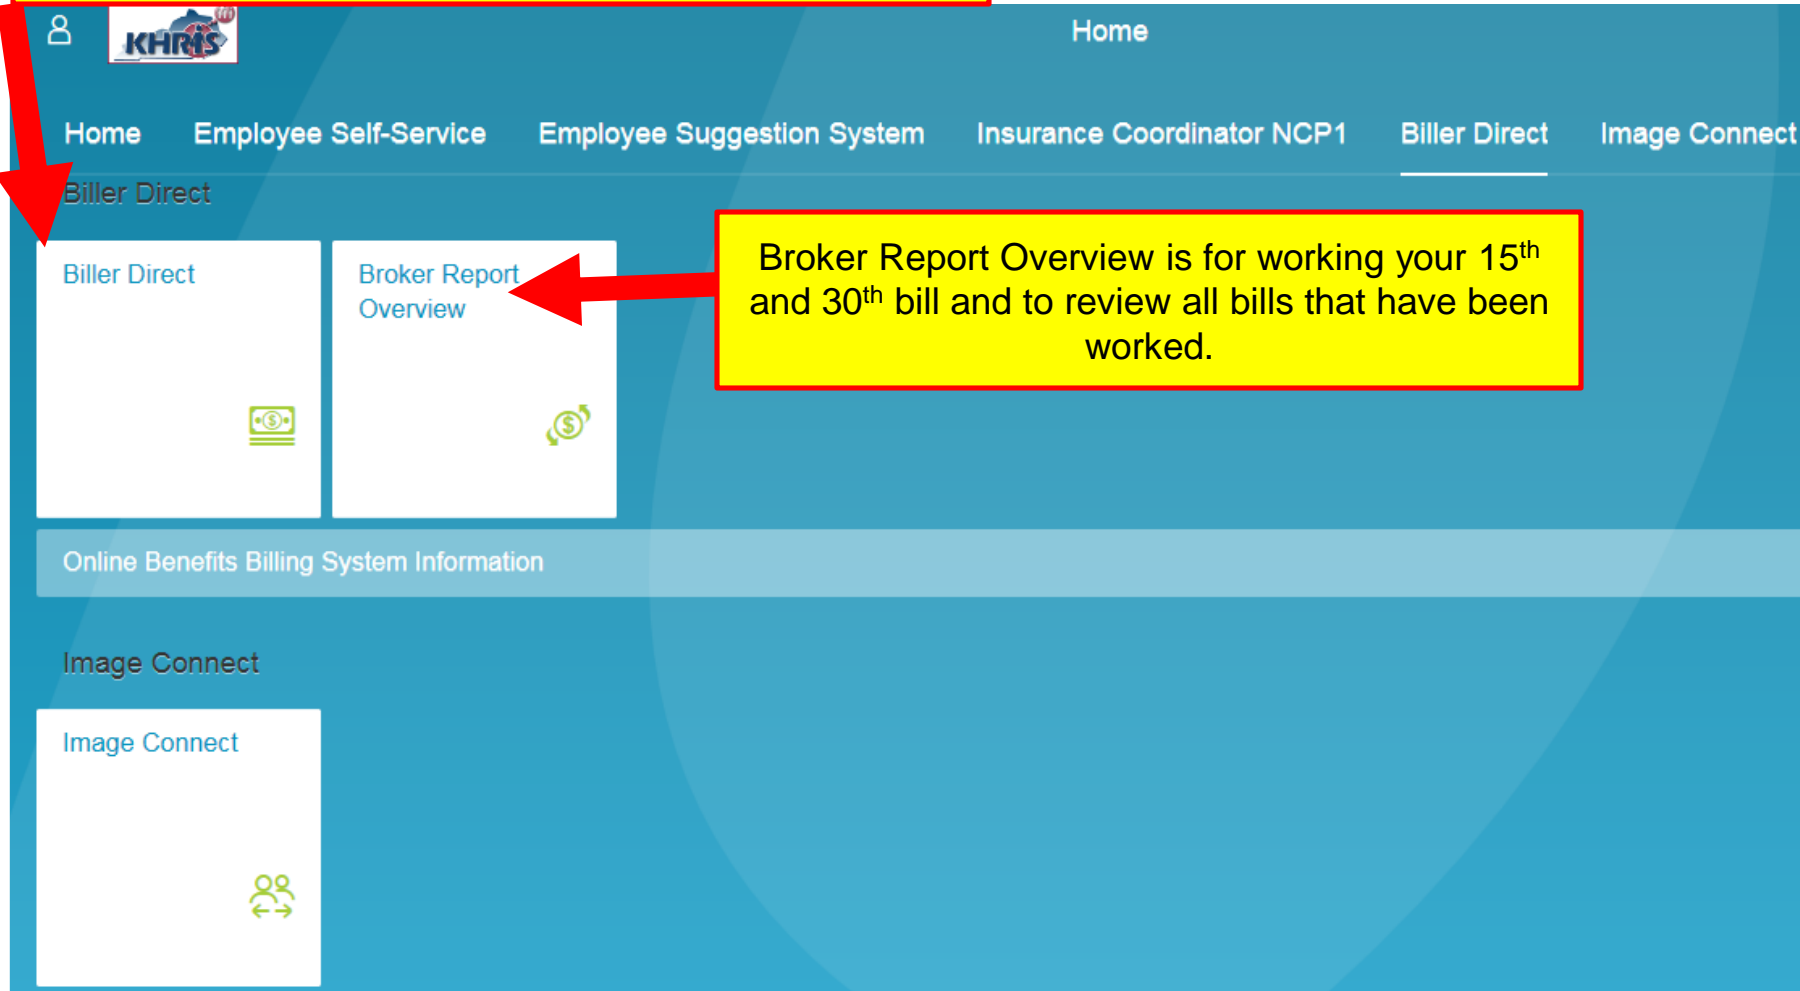 KHRIS
Home
Home Employee Self-Service Employee Suggestion System Insurance Coordinator NCP1 Biller Direct Image Connect
Biller Direct
Biller Direct
Broker Report
Overview
Broker Report Overview is for working your 15th
and 30th bill and to review all bills that have been
worked.
Online Benefits Billing System Information
Image Connect
Image Connect